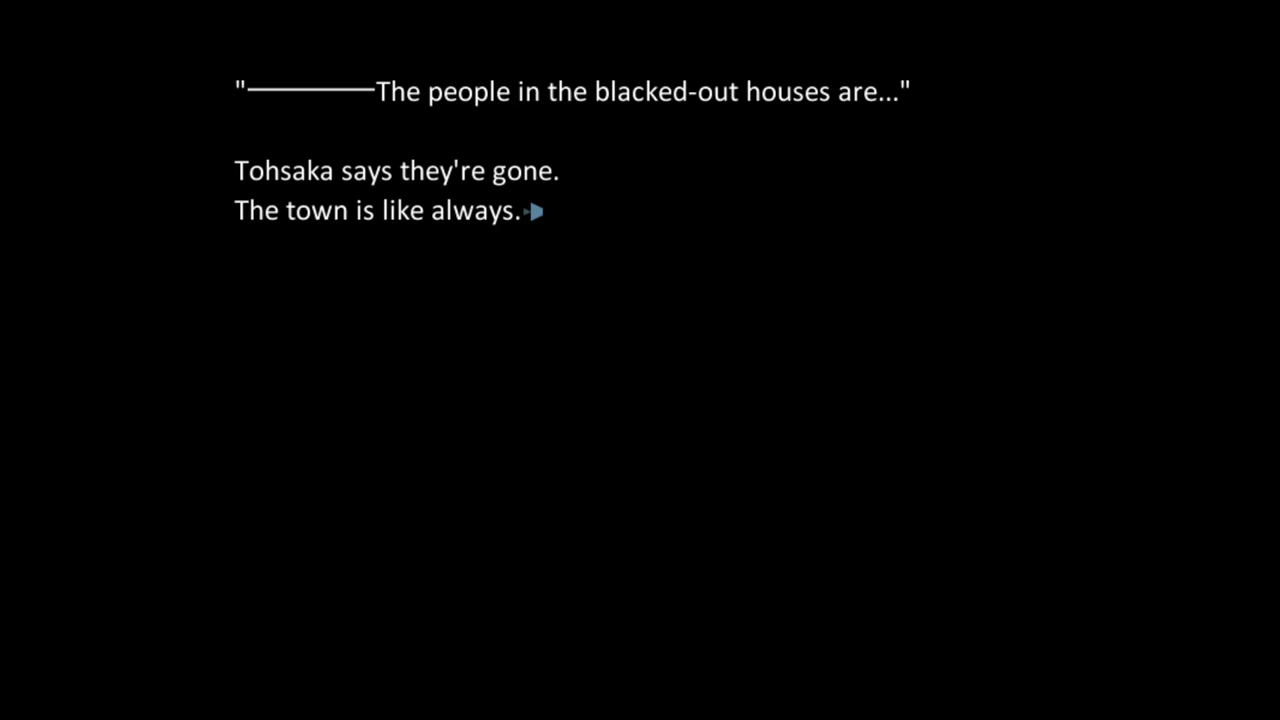 "―――――The people in the blacked-out houses are..."
Tohsaka says they're gone.
The town is like always.